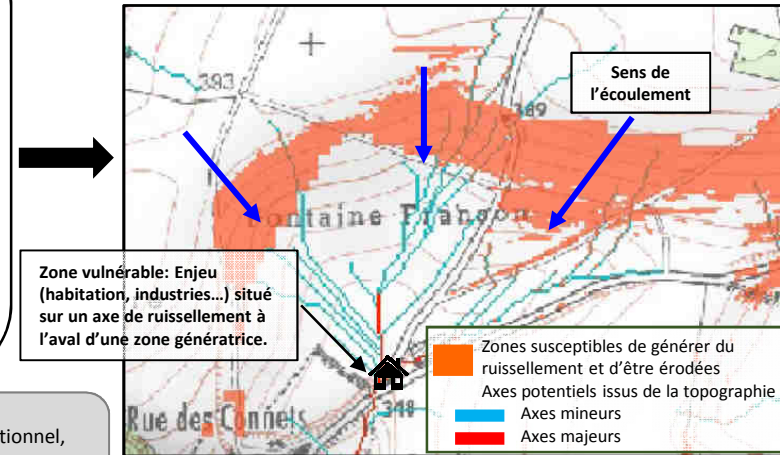 393
Sens de
l'écoulement
389
Fontaine Franson
Zone vulnérable: Enjeu
(habitation, industries…) situé
sur un axe de ruissellement à
l'aval d'une zone génératrice.
Zones susceptibles de générer du
ruissellement et d'être érodées
Axes potentiels issus de la topographie
Axes mineurs
Axes majeurs
Rue des Connets
348
tionnel,